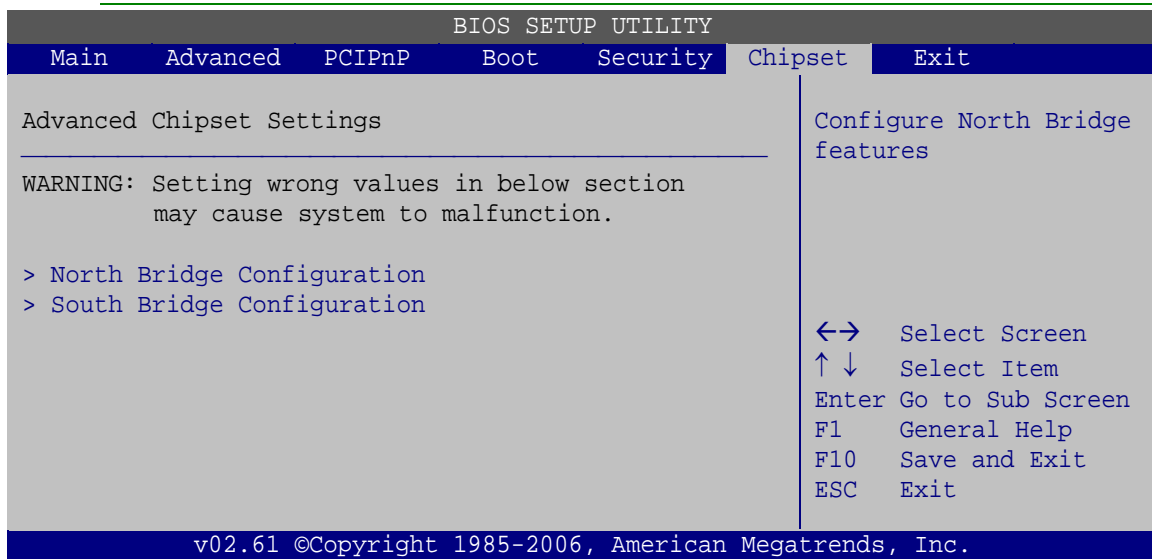 BIOS SETUP UTILITY
Main Advanced PCIPnP Boot Security Chipset Exit
Advanced Chipset Settings
WARNING: Setting wrong values in below section
may cause system to malfunction.
> North Bridge Configuration
> South Bridge Configuration
Configure North Bridge
features
←→ Select Screen
↑ ↓ Select Item
Enter Go to Sub Screen
F1 General Help
F10 Save and Exit
ESC Exit
v02.61 ©Copyright 1985-2006, American Megatrends, Inc.